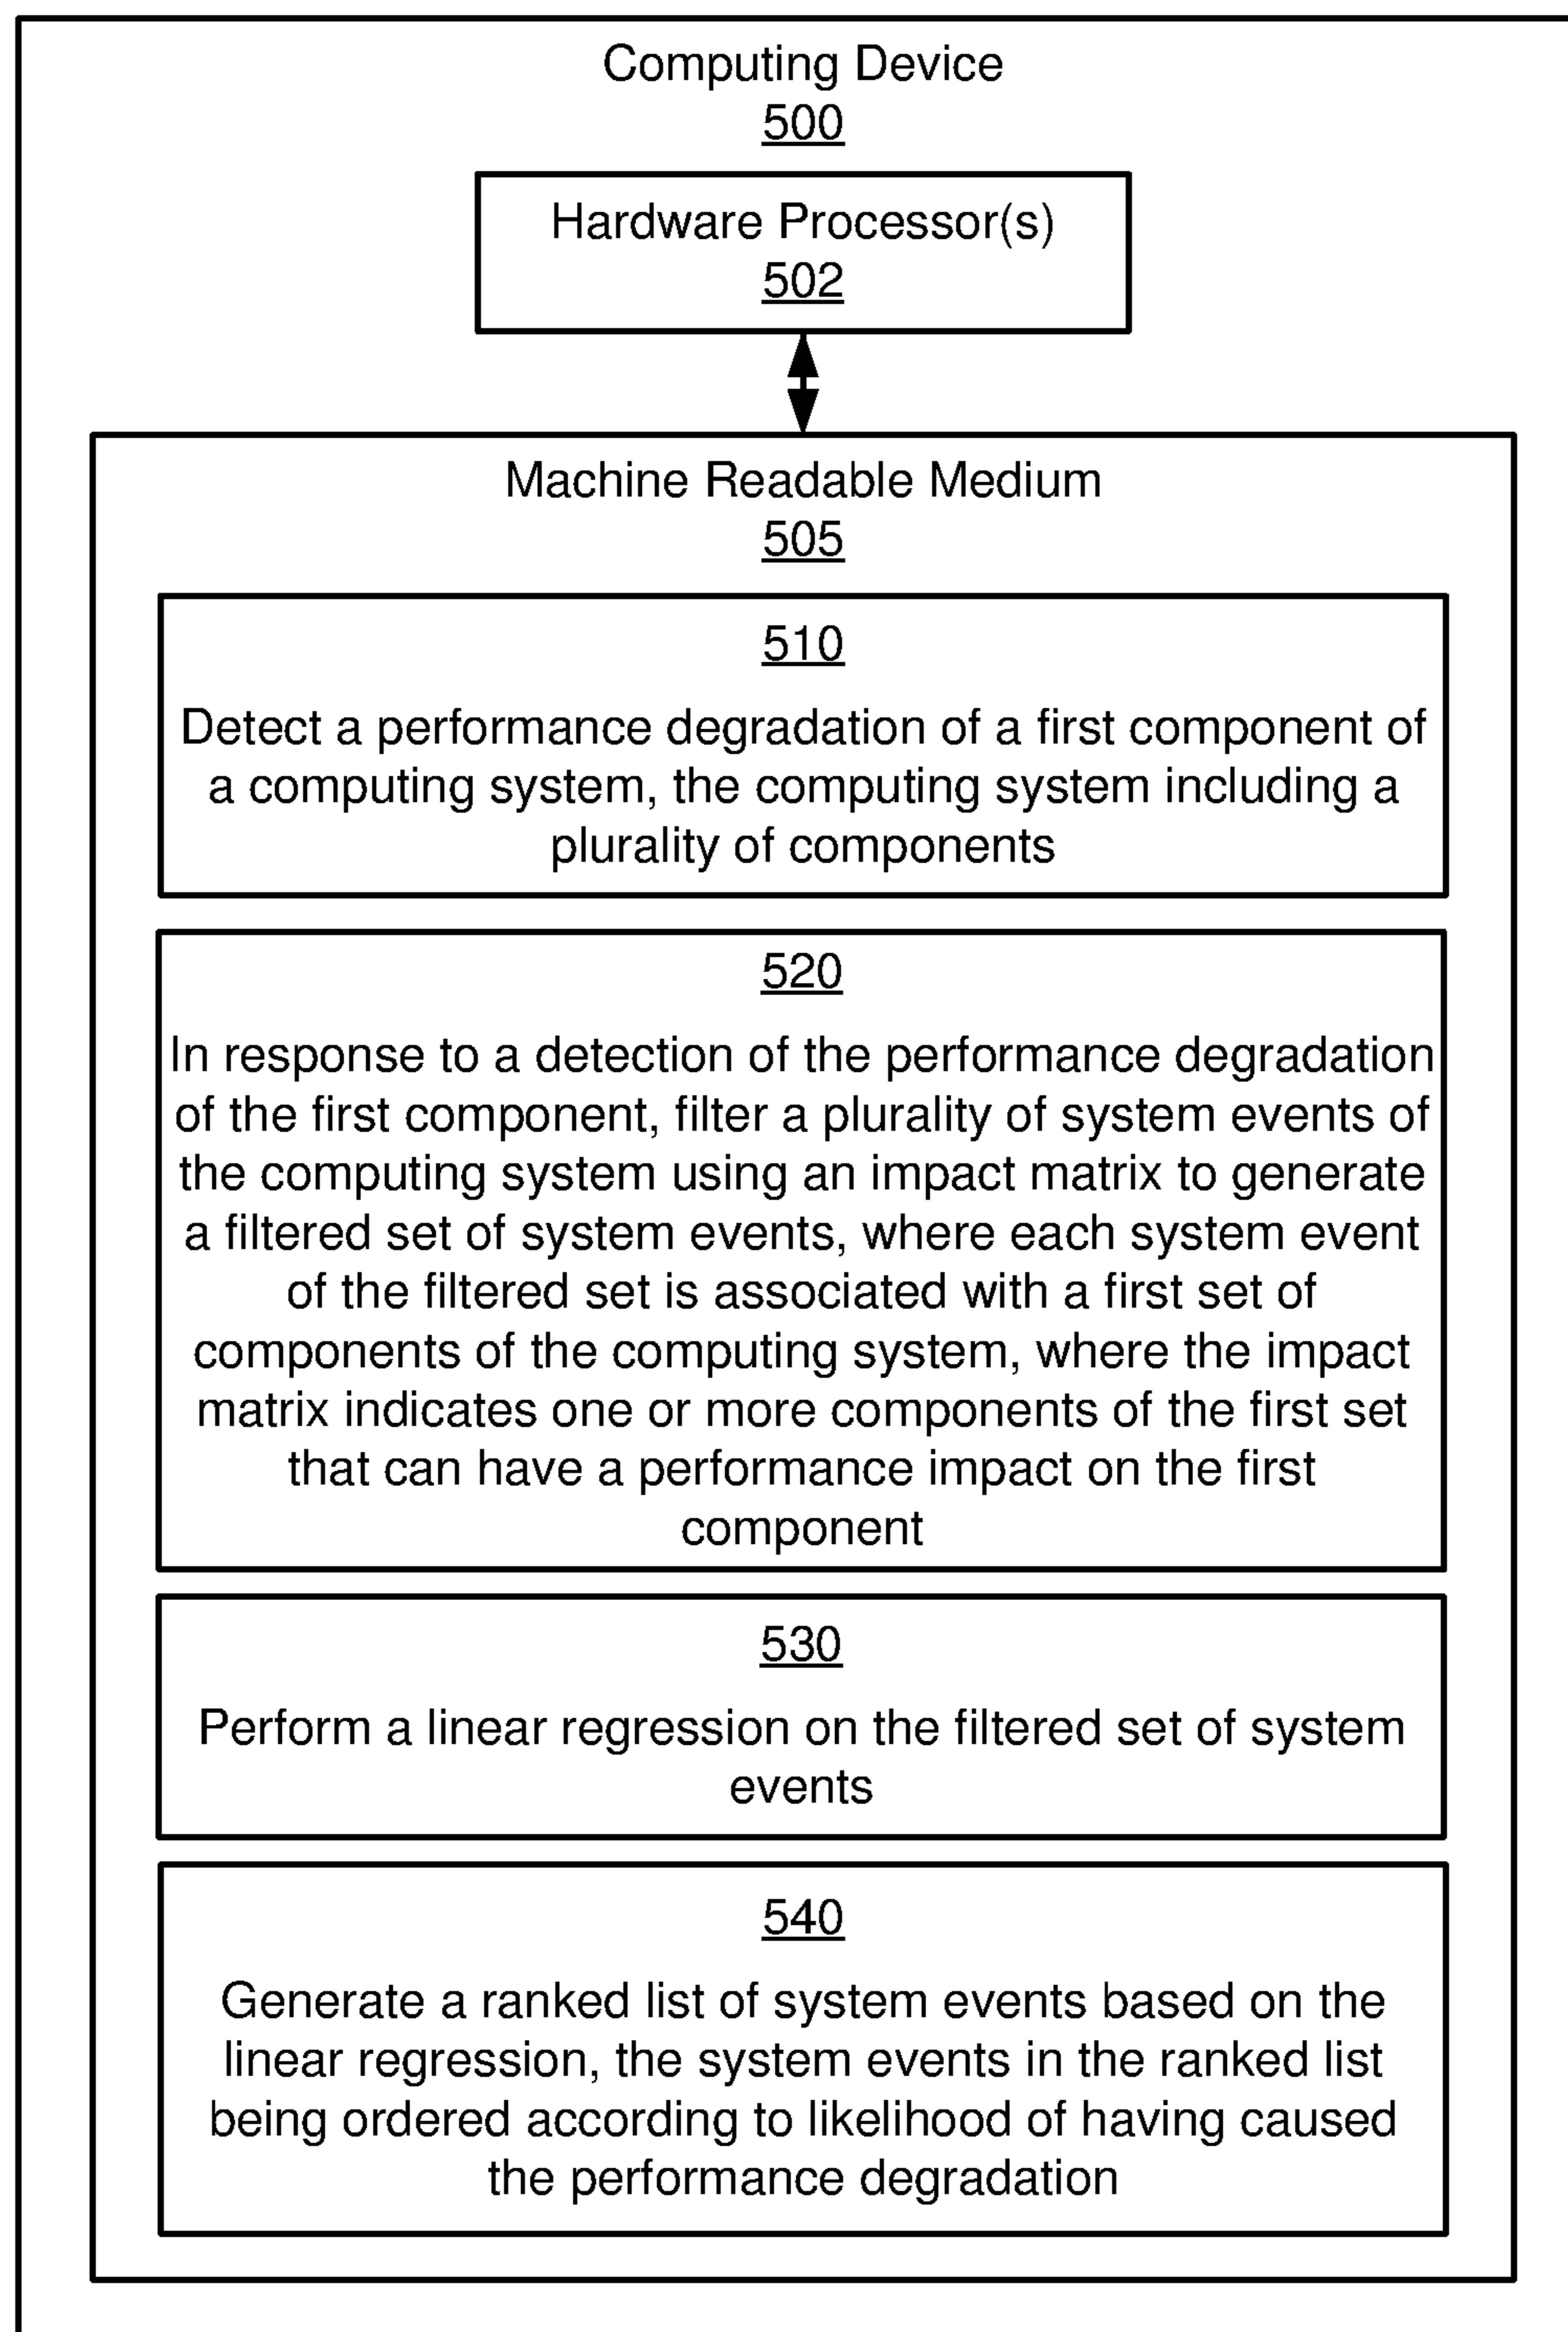 Computing Device
500
Hardware Processor(s)
502
Machine Readable Medium
505
510
Detect a performance degradation of a first component of
a computing system, the computing system including a
plurality of components
520
In response to a detection of the performance degradation
of the first component, filter a plurality of system events of
the computing system using an impact matrix to generate
a filtered set of system events, where each system event
of the filtered set is associated with a first set of
components of the computing system, where the impact
matrix indicates one or more components of the first set
that can have a performance impact on the first
component
530
Perform a linear regression on the filtered set of system
events
540
Generate a ranked list of system events based on the
linear regression, the system events in the ranked list
being ordered according to likelihood of having caused
the performance degradation